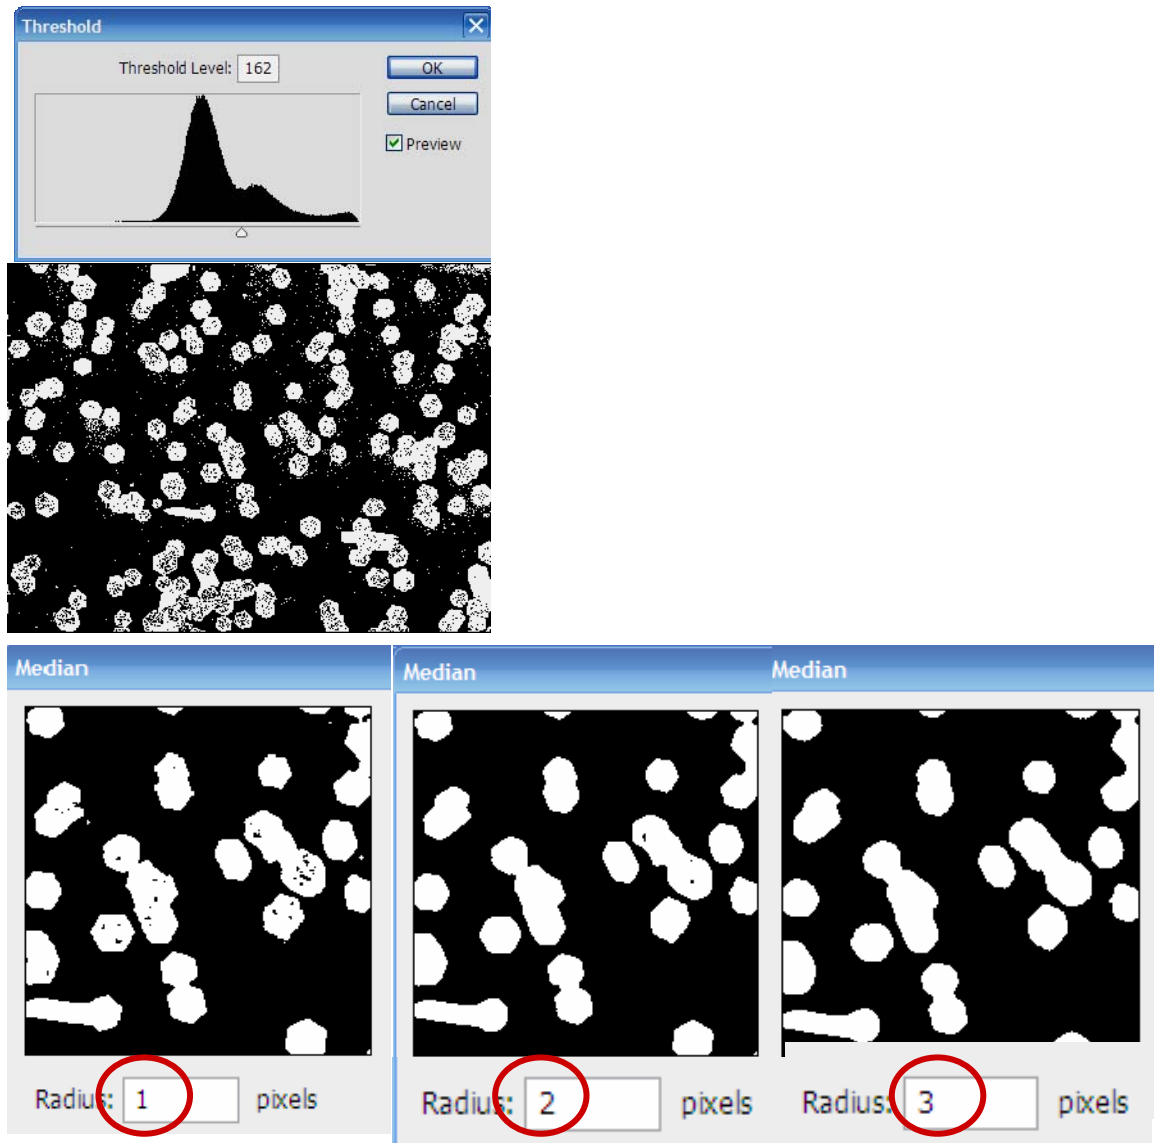 Threshold
Threshold Level: 162
OK
Cancel
Preview
Median
Median
Median
Radius: 1 pixels
Radius: 2 pixels
Radius: 3 pixels